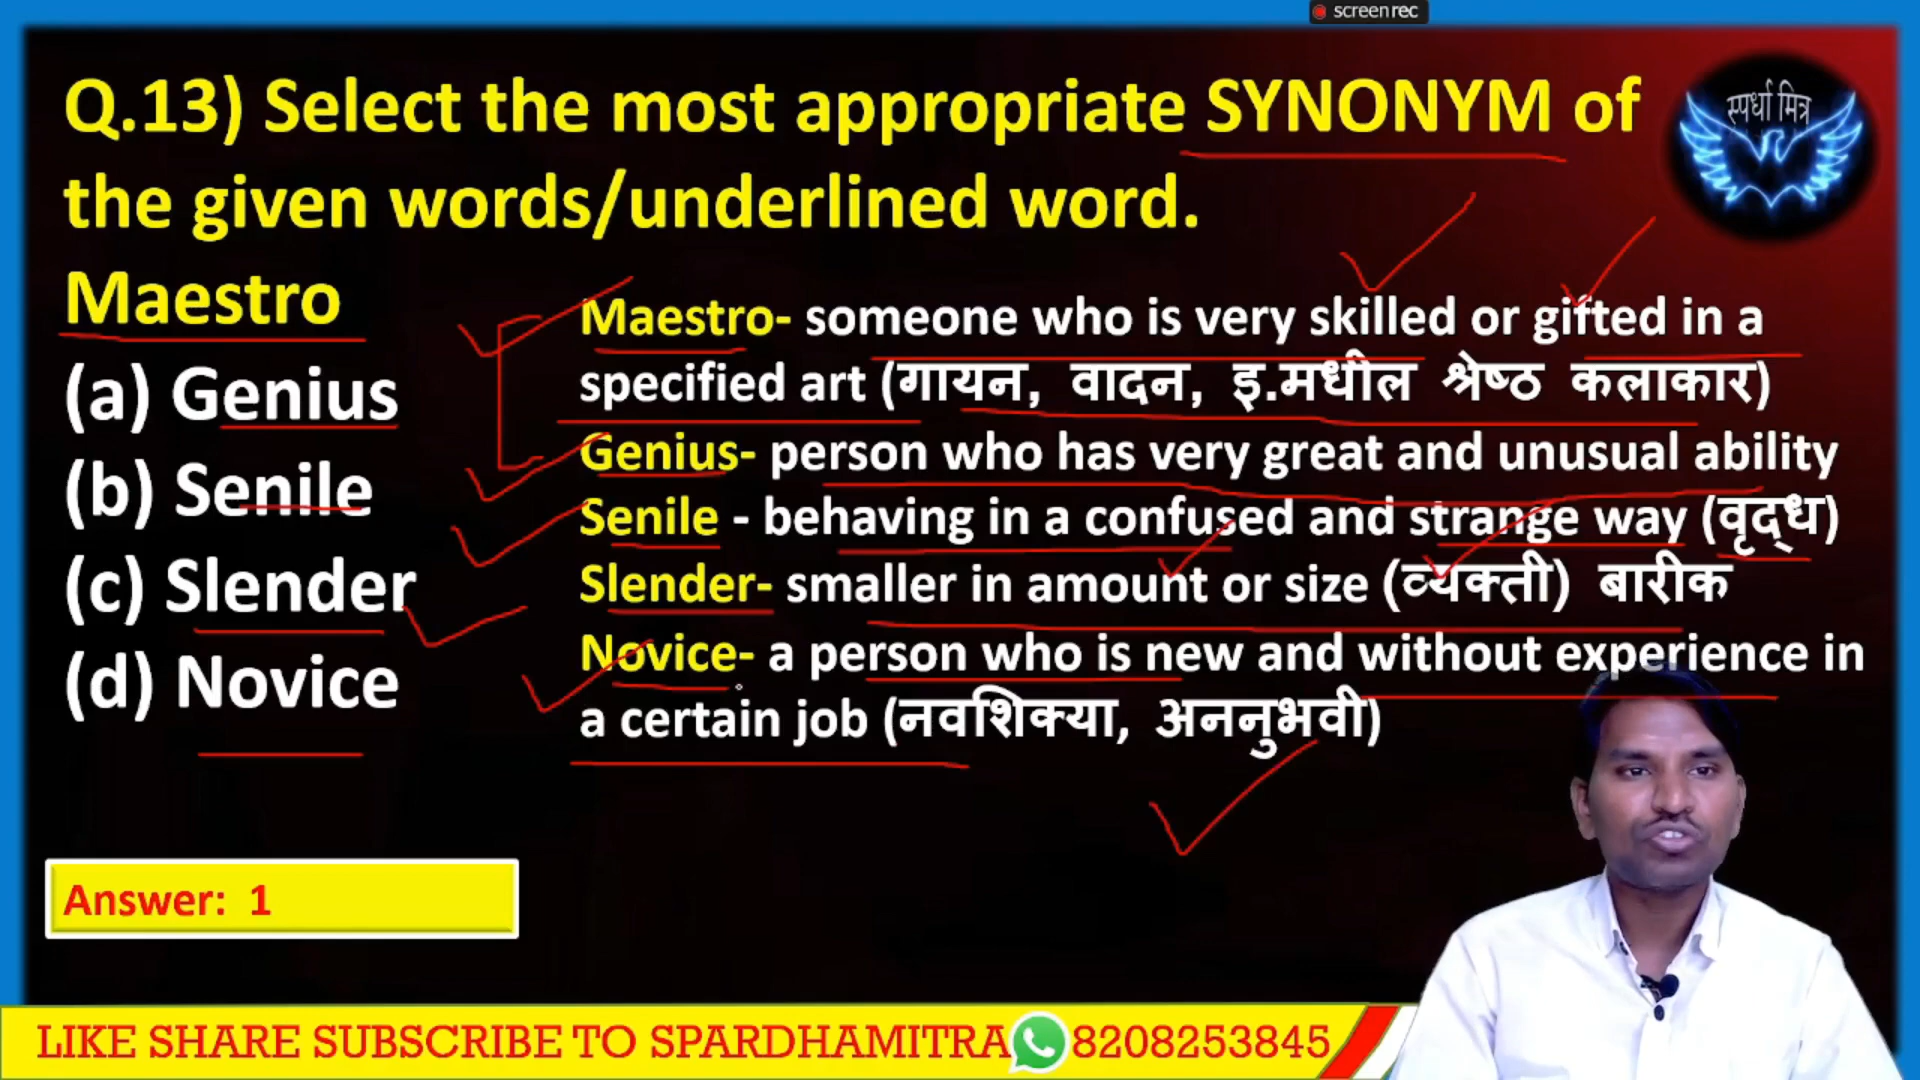 screenrec
Q.13) Select the most appropriate SYNONYM of
the given words/underlined word.
स्पर्धा मित्र
Maestro
(a) Genius
(b) Senile
(c) Slender
(d) Novice
Maestro- someone who is very skilled or gifted in a
specified art (गायन, वादन, इ.मधील श्रेष्ठ कलाकार)
Genius- person who has very great and unusual ability
Senile - behaving in a confused and strange way (वृद्ध)
Slender- smaller in amount or size (व्यक्ती) बारीक
Novice- a person who is new and without experience in
a certain job (नवशिक्या, अननुभवी)
Answer: 1
LIKE SHARE SUBSCRIBE TO SPARDHAMITRA 8208253845